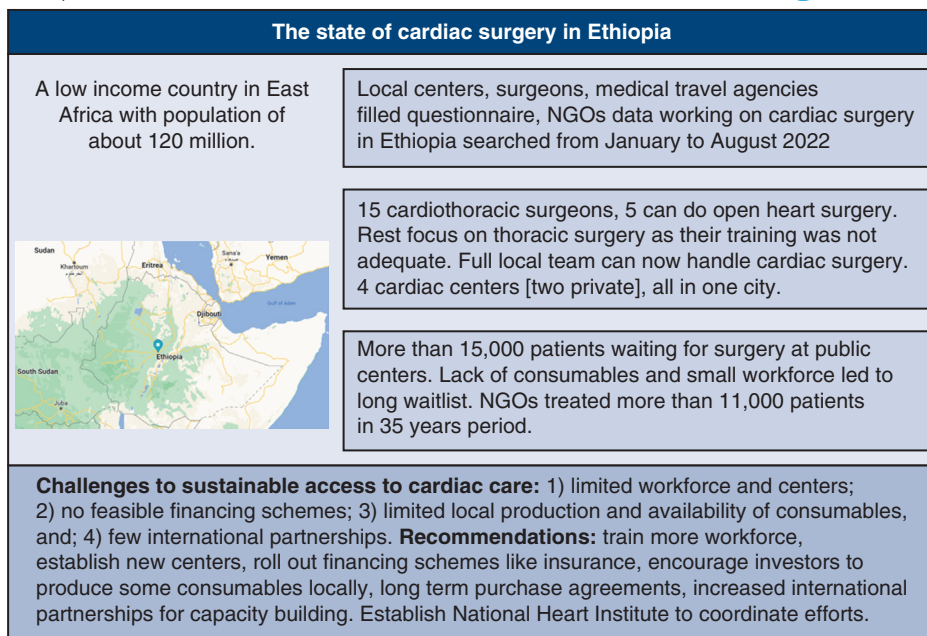 The state of cardiac surgery in Ethiopia
A low income country in East
Africa with population of
about 120 million.
Local centers, surgeons, medical travel agencies
filled questionnaire, NGOs data working on cardiac surgery
in Ethiopia searched from January to August 2022
15 cardiothoracic surgeons, 5 can do open heart surgery.
Rest focus on thoracic surgery as their training was not
adequate. Full local team can now handle cardiac surgery.
4 cardiac centers [two private], all in one city.
Sudan
Khartoum
Eritrea
Sana'a
Yemen
Gulf of Aden
Djibouti
Ethiopia
South Sudan
Juba
More than 15,000 patients waiting for surgery at public
centers. Lack of consumables and small workforce led to
long waitlist. NGOs treated more than 11,000 patients
in 35 years period.
Challenges to sustainable access to cardiac care: 1) limited workforce and centers;
2) no feasible financing schemes; 3) limited local production and availability of consumables,
and; 4) few international partnerships. Recommendations: train more workforce,
establish new centers, roll out financing schemes like insurance, encourage investors to
produce some consumables locally, long term purchase agreements, increased international
partnerships for capacity building. Establish National Heart Institute to coordinate efforts.